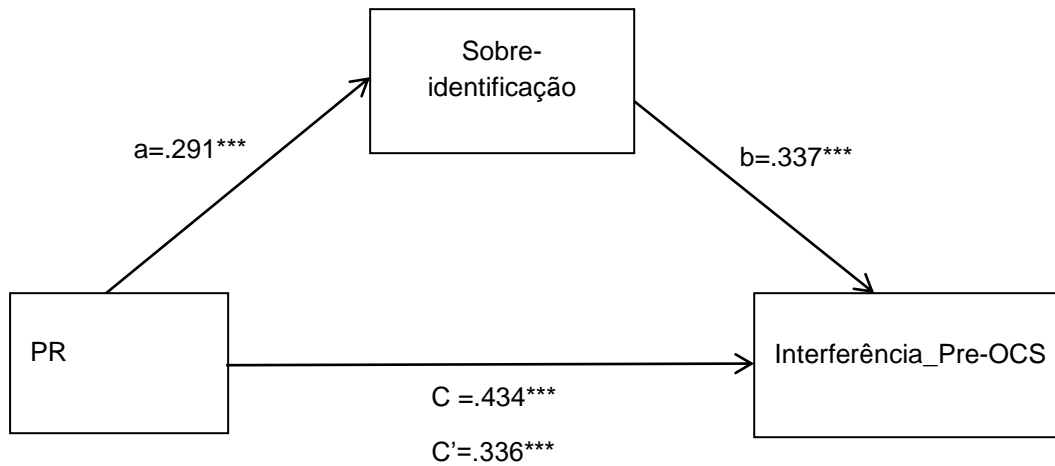 Sobre-
identificação
a=.291***
b=.337***
PR
Interferência_Pre-OCS
C =.434***
C’=.336***